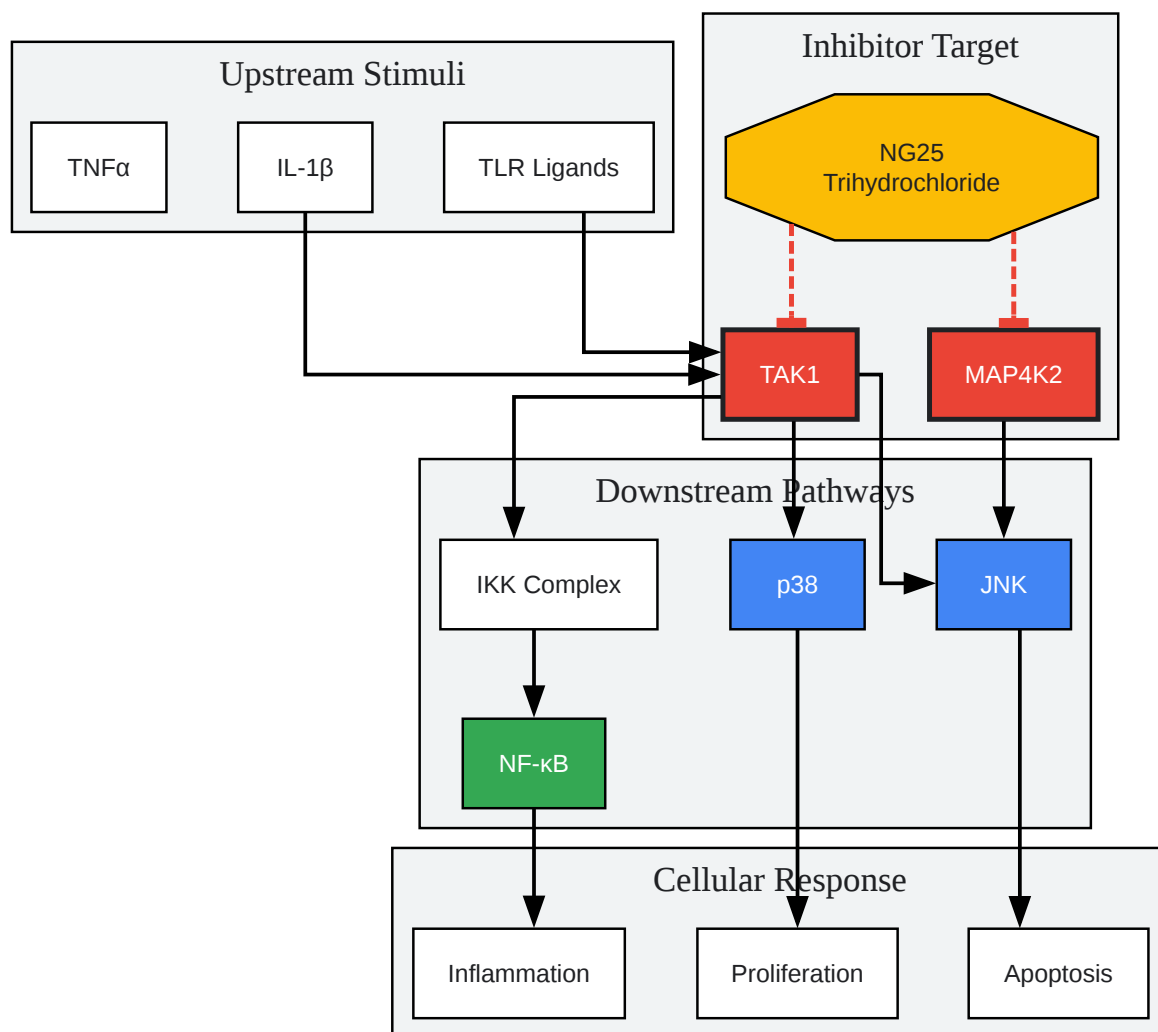 Upstream Stimuli
TNFα
IL-1β
TLR Ligands
Inhibitor Target
NG25
Trihydrochloride
TAK1
MAP4K2
Downstream Pathways
IKK Complex
p38
JNK
NF-κB
Cellular Response
Inflammation
Proliferation
Apoptosis